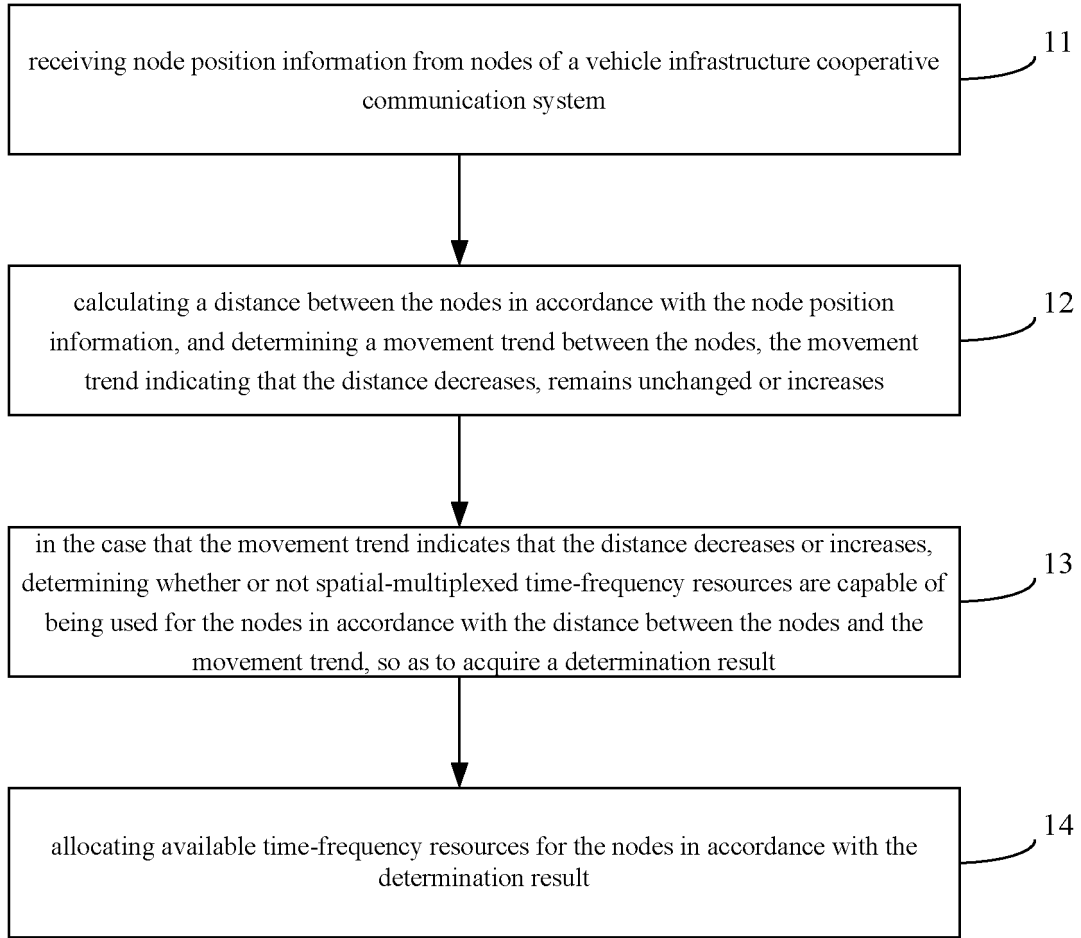 11
receiving node position information from nodes of a vehicle infrastructure cooperative
communication system
12
calculating a distance between the nodes in accordance with the node position
information, and determining a movement trend between the nodes, the movement
trend indicating that the distance decreases, remains unchanged or increases
in the case that the movement trend indicates that the distance decreases or increases,
13
determining whether or not spatial-multiplexed time-frequency resources are capable of
being used for the nodes in accordance with the distance between the nodes and the
movement trend, so as to acquire a determination result
14
allocating available time-frequency resources for the nodes in accordance with the
determination result